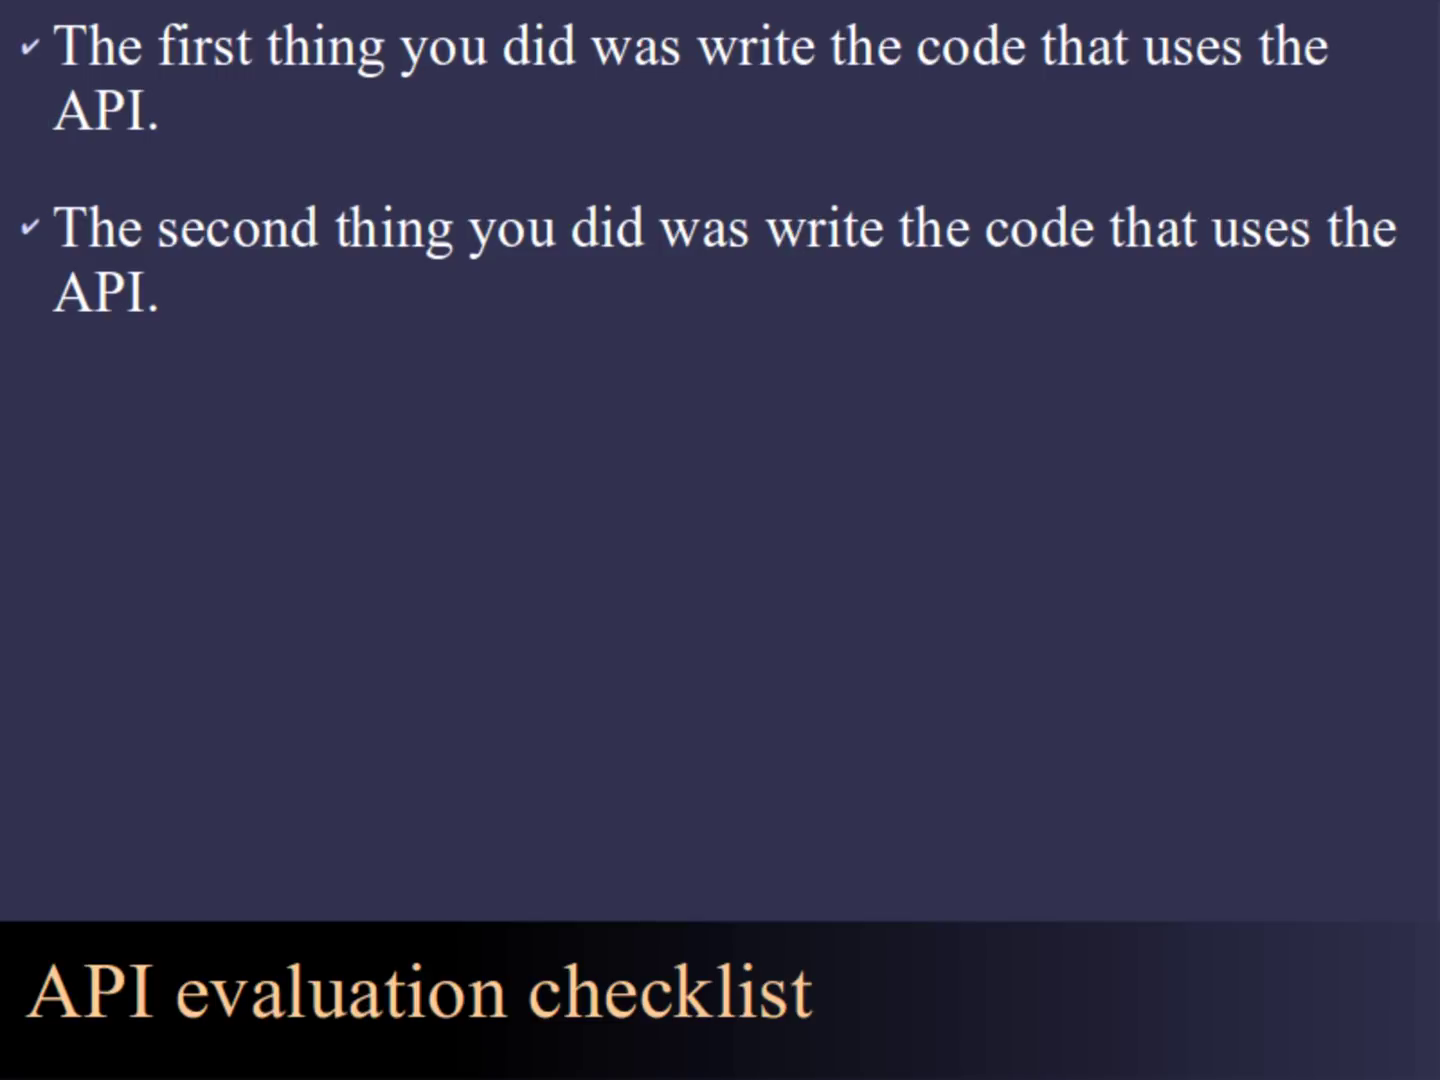 ✔ The first thing you did was write the code that uses the
API.
✔ The second thing you did was write the code that uses the
API.
API evaluation checklist